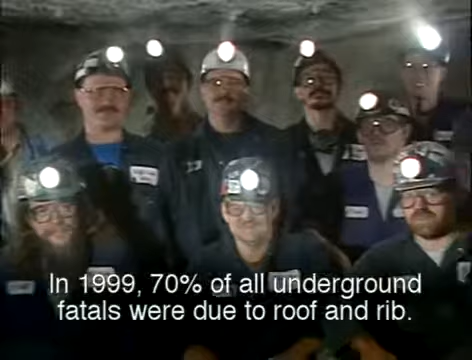 In 1999, 70% of all underground
fatals were due to roof and rib.